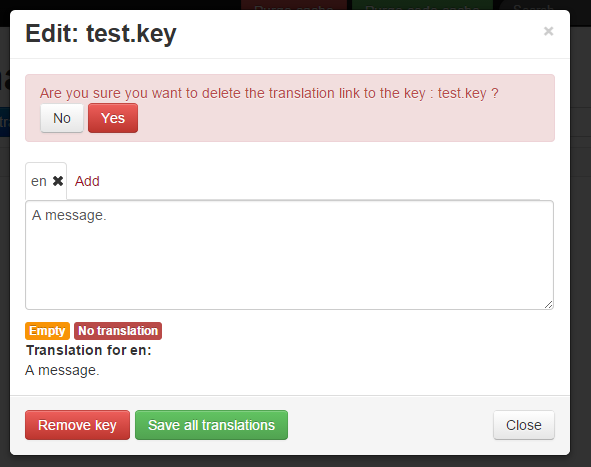 Edit: test.key
×
Are you sure you want to delete the translation link to the key : test.key ?
No Yes
en ✖ Add
A message.
Empty No translation
Translation for en:
A message.
Remove key Save all translations Close